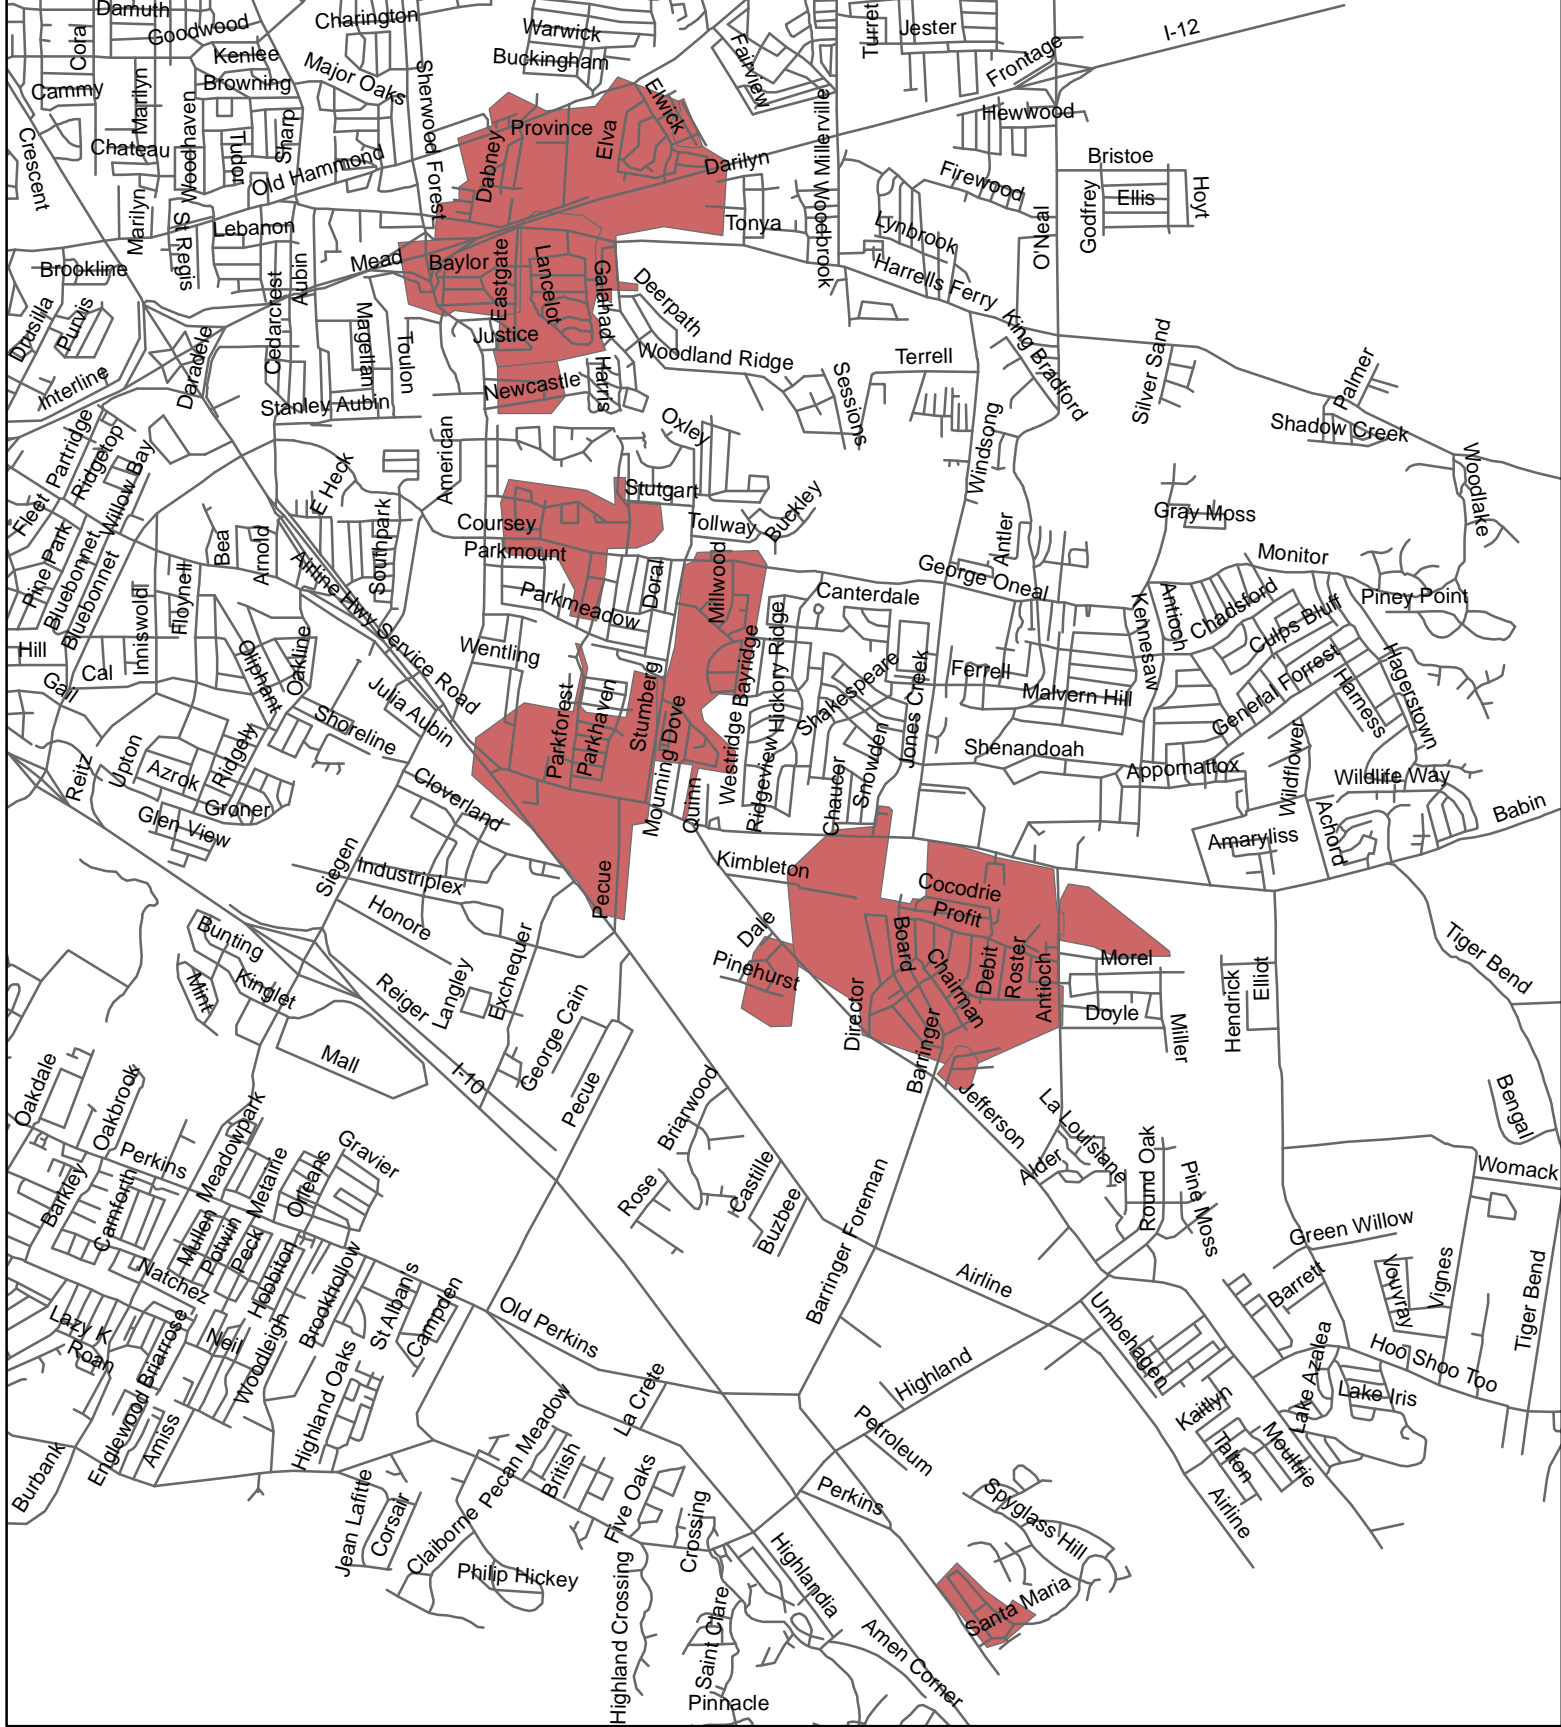 Damuth
Goodwood
Charington
Warwick
Turret
Jester
I-12
Cora
Kenlee
Buckingham
Fairview
Frontage
Major Oaks
Browning
Cammy
Marilyn
Sherwood Forest
Elwick
Hewwood
Woodhaven
Sharp
Province
Elva
Millerville
Chateau
Tudor
Dabney
Darilyn
Bristoe
Crescent
Old Hammond
Firewood
Ellis
Hoyt
Godfrey
Marilyn
St Regis
Lebanon
Tonya
Woodbrook
Lynbrook
O'Neal
Mead
Baylor
Eastgate
Lancelot
Galahad
Harrells Ferry
Brookline
Aubin
Deerpath
Drusilla
Purvis
Cedarcrest
Magellan
Toulon
Justice
King Bradford
Silver Sand
Daradele
Woodland Ridge
Terrell
Interline
Newcastle
Harris
Sessions
Palmer
Stanley Aubin
Oxley
Shadow Creek
Partridge
Ridgetop
American
Windsong
Woodlake
Willow Bay
E Heck
Stutgart
Buckley
Fleet
Coursey
Tollway
Gray Moss
Pine Park
Bluebonnet
Bluebonnet
Bea
Arnold
Southpark
Parkmount
Antler
Monitor
Airline Hwy Service Road
Doral
Millwood
George Oneal
Floynell
Inniswold
Parkmeadow
Canterdale
Kennesaw
Antioch
Chadsford
Culps Bluff
Piney Point
Hill
Cal
Oliphant
Oakline
Wentling
Bayridge
Hickory Ridge
Shakespeare
Jones Creek
Ferrell
Malvern Hill
General Forrest
Harness
Hagerstown
Gall
Julia Aubin
Shoreline
Parkforest
Parkhaven
Stumberg
Mourning Dove
Westridge
Ridgeview
Snowden
Chaucer
Shenandoah
Appomattox
Wildflower
Wildlife Way
Reitz
Upton
Azrok
Ridgely
Groner
Glen View
Cloverland
Quinn
Achord
Babin
Amaryliss
Siegen
Industriplex
Honore
Pecue
Kimbleton
Cocodrie
Profit
Dale
Board
Chairman
Debit
Roster
Antioch
Morel
Tiger Bend
Bunting
Mint
Kinglet
Reiger
Langley
Exchequer
Pinehurst
Director
Barringer
Doyle
Miller
Hendrick
Elliot
George Cain
Pecue
Mall
I-10
Oakdale
Oakbrook
Briarwood
Jefferson
La Louisiane
Bengal
Meadowpark
Perkins
Gravier
Alder
Round Oak
Pine Moss
Womack
Barkley
Carnforth
Metairie
Orleans
Rose
Castille
Buzbee
Barringer Foreman
Mullen
Potwin
Peck
Green Willow
Natchez
Hobbiton
Brookhollow
St Albans
Campden
Airline
Barrett
Vouvray
Vignes
Tiger Bend
Lazy K
Roan
Briarrose
Neil
Woodleigh
Old Perkins
Umbehagen
Hoo Shoo Too
Highland
La Crete
Lake Azalea
Lake Iris
Englewood
Amiss
Highland Oaks
Pecan Meadow
Petroleum
Kaitlyn
Talton
Moultrie
Burbank
British
Five Oaks
Perkins
Airline
Jean Lafitte
Corsair
Claiborne
Crossing
Spyglass Hill
Philip Hickey
Highlandia
Santa Maria
Highland Crossing
Saint Clare
Amen Corner
Pinnacle